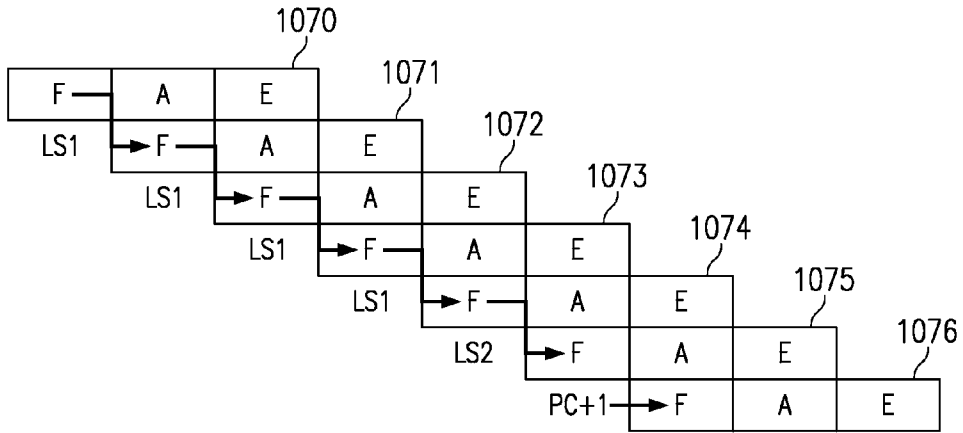 1070
F A E
1071
LS1 F A E
1072
LS1 F A E
1073
LS1 F A E
1074
LS1 F A E
1075
LS2 F A E
1076
PC+1 F A E